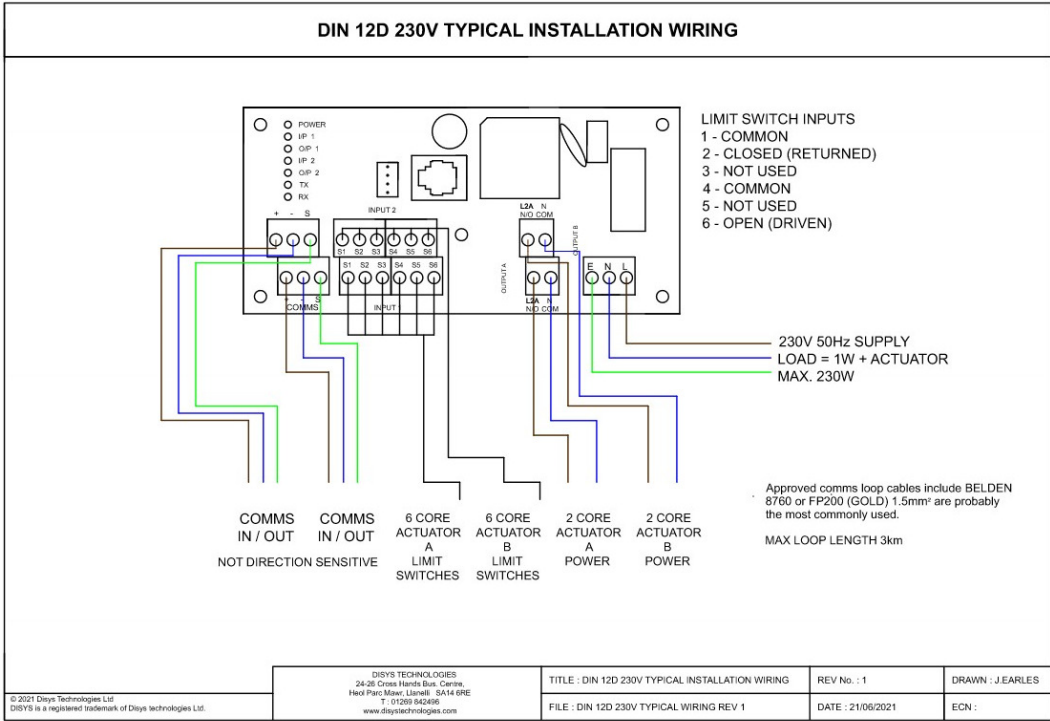 DIN 12D 230V TYPICAL INSTALLATION WIRING
POWER
I/P 1
O/P 1
I/P 2
O/P 2
TX
RX
+ - S
INPUT 2
S1 S2 S3 S4 S5 S6
S1 S2 S3 S4 S5 S6
+ - S
COMMS
INPUT 1
L2A N
N/O COM
OUTPUT B
OUTPUT A
L2A N
N/O COM
E N L
LIMIT SWITCH INPUTS
1 - COMMON
2 - CLOSED (RETURNED)
3 - NOT USED
4 - COMMON
5 - NOT USED
6 - OPEN (DRIVEN)
230V 50Hz SUPPLY
LOAD = 1W + ACTUATOR
MAX. 230W
COMMS
IN / OUT
COMMS
IN / OUT
NOT DIRECTION SENSITIVE
6 CORE
ACTUATOR
A
LIMIT
SWITCHES
6 CORE
ACTUATOR
B
LIMIT
SWITCHES
2 CORE
ACTUATOR
A
POWER
2 CORE
ACTUATOR
B
POWER
Approved comms loop cables include BELDEN
8760 or FP200 (GOLD) 1.5mm² are probably
the most commonly used.
MAX LOOP LENGTH 3km
© 2021 Disys Technologies Ltd
DISYS is a registered trademark of Disys technologies Ltd.
DISYS TECHNOLOGIES
24-26 Cross Hands Bus. Centre,
Heol Parc Mawr, Llanelli SA14 6RE
T : 01269 842496
www.disystechnologies.com
TITLE : DIN 12D 230V TYPICAL INSTALLATION WIRING
FILE : DIN 12D 230V TYPICAL WIRING REV 1
REV No. : 1
DATE : 21/06/2021
DRAWN : J.EARLES
ECN :